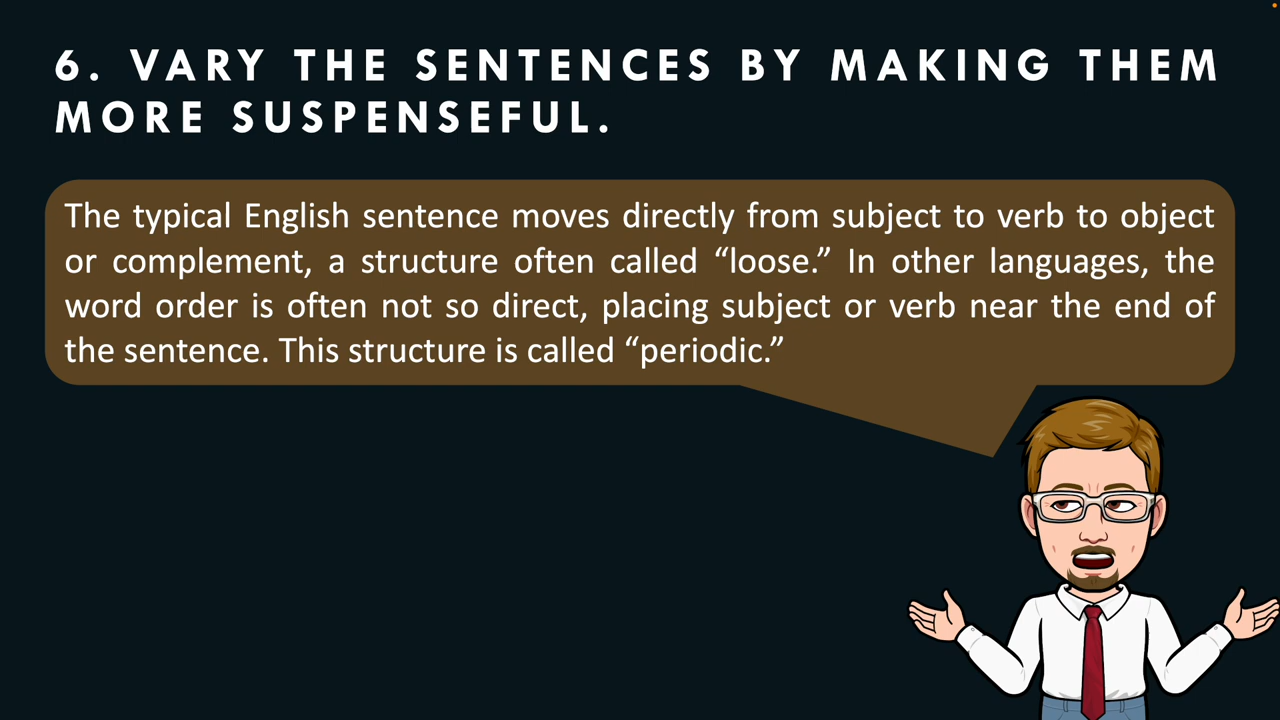 6. VARY THE SENTENCES BY MAKING THEM
MORE SUSPENSEFUL.
The typical English sentence moves directly from subject to verb to object
or complement, a structure often called “loose.” In other languages, the
word order is often not so direct, placing subject or verb near the end of
the sentence. This structure is called “periodic.”